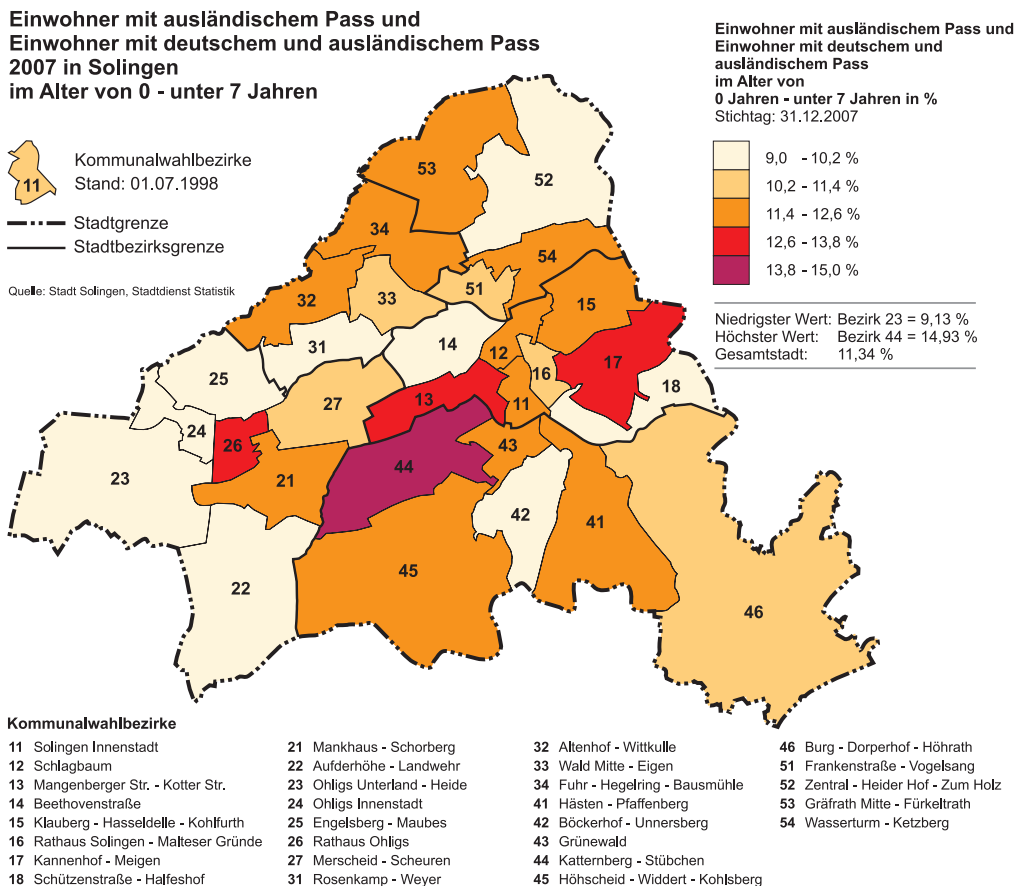 Einwohner mit ausländischem Pass und
Einwohner mit deutschem und ausländischem Pass
2007 in Solingen
im Alter von 0 - unter 7 Jahren
11
Kommunalwahlbezirke
Stand: 01.07.1998
Stadtgrenze
Stadtbezirksgrenze
Quelle: Stadt Solingen, Stadtdienst Statistik
Einwohner mit ausländischem Pass und
Einwohner mit deutschem und
ausländischem Pass
im Alter von
0 Jahren - unter 7 Jahren in %
Stichtag: 31.12.2007
9,0 - 10,2 %
10,2 - 11,4 %
11,4 - 12,6 %
12,6 - 13,8 %
13,8 - 15,0 %
Niedrigster Wert: Bezirk 23 = 9,13 %
Höchster Wert: Bezirk 44 = 14,93 %
Gesamtstadt: 11,34 %
53
52
34
54
51
32
33
15
31
14
12
17
16
25
18
27
13
11
24
26
43
44
23
21
42
41
45
22
46
Kommunalwahlbezirke
11 Solingen Innenstadt
12 Schlagbaum
13 Mangenberger Str. - Kotter Str.
14 Beethovenstraße
15 Klauberg - Hasseldelle - Kohlfurth
16 Rathaus Solingen - Malteser Gründe
17 Kannenhof - Meigen
18 Schützenstraße - Halfeshof
21 Mankhaus - Schorberg
22 Aufderhöhe - Landwehr
23 Ohligs Unterland - Heide
24 Ohligs Innenstadt
25 Engelsberg - Maubes
26 Rathaus Ohligs
27 Merscheid - Scheuren
31 Rosenkamp - Weyer
32 Altenhof - Wittkulle
33 Wald Mitte - Eigen
34 Fuhr - Hegelring - Bausmühle
41 Hästen - Pfaffenberg
42 Böckerhof - Unnersberg
43 Grünewald
44 Katternberg - Stübchen
45 Höhscheid - Widdert - Kohlsberg
46 Burg - Dorperhof - Höhrath
51 Frankenstraße - Vogelsang
52 Zentral - Heider Hof - Zum Holz
53 Gräfrath Mitte - Fürkeltrath
54 Wasserturm - Ketzberg